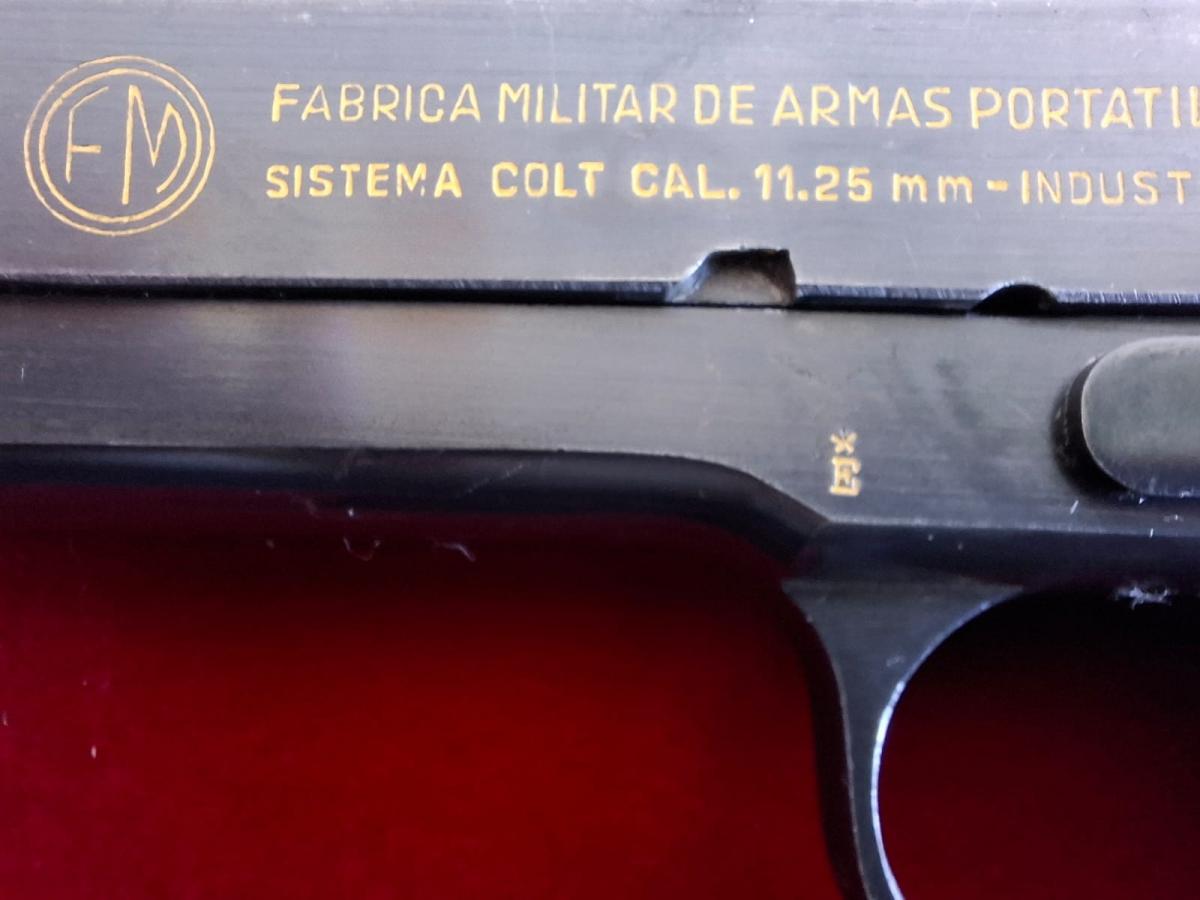 FM
FABRICA MILITAR DE ARMAS PORTATIL
SISTEMA COLT CAL. 11.25 mm - INDUST
E